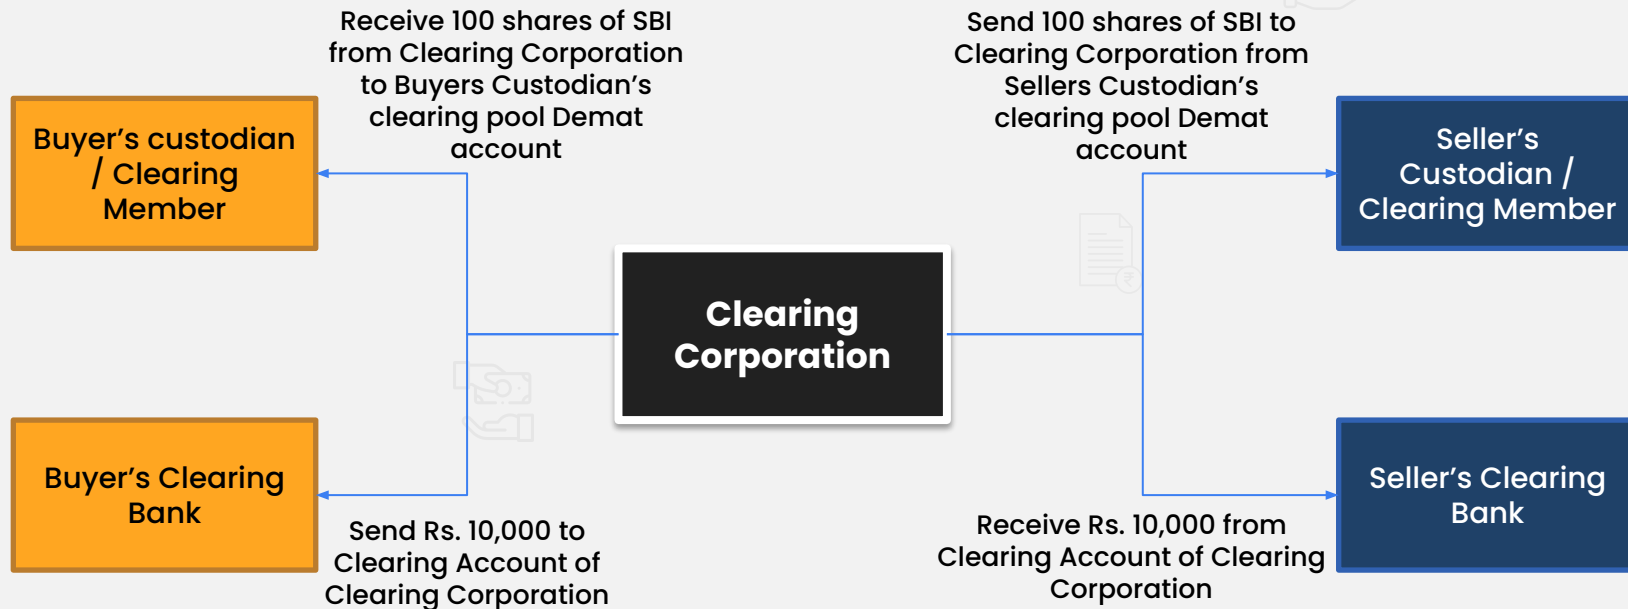 Receive 100 shares of SBI
from Clearing Corporation
to Buyers Custodian’s
clearing pool Demat
account
Send 100 shares of SBI to
Clearing Corporation from
Sellers Custodian’s
clearing pool Demat
account
Buyer’s custodian
/ Clearing
Member
Seller’s
Custodian /
Clearing Member
Clearing
Corporation
Buyer’s Clearing
Bank
Seller’s Clearing
Bank
Send Rs. 10,000 to
Clearing Account of
Clearing Corporation
Receive Rs. 10,000 from
Clearing Account of Clearing
Corporation